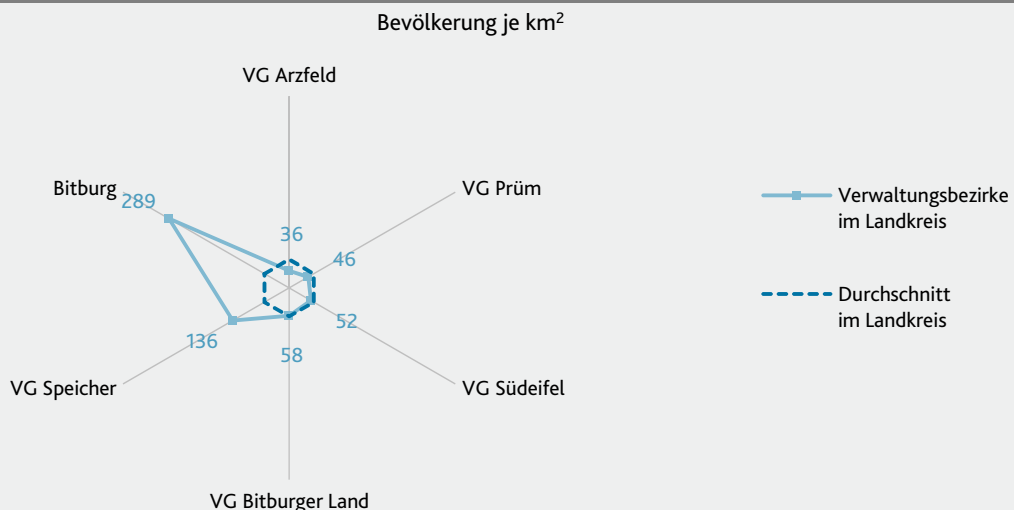 Bevölkerung je km²
VG Arzfeld
Bitburg
289
VG Prüm
36
46
52
58
136
VG Speicher
VG Südeifel
VG Bitburger Land
Verwaltungsbezirke
im Landkreis
Durchschnitt
im Landkreis